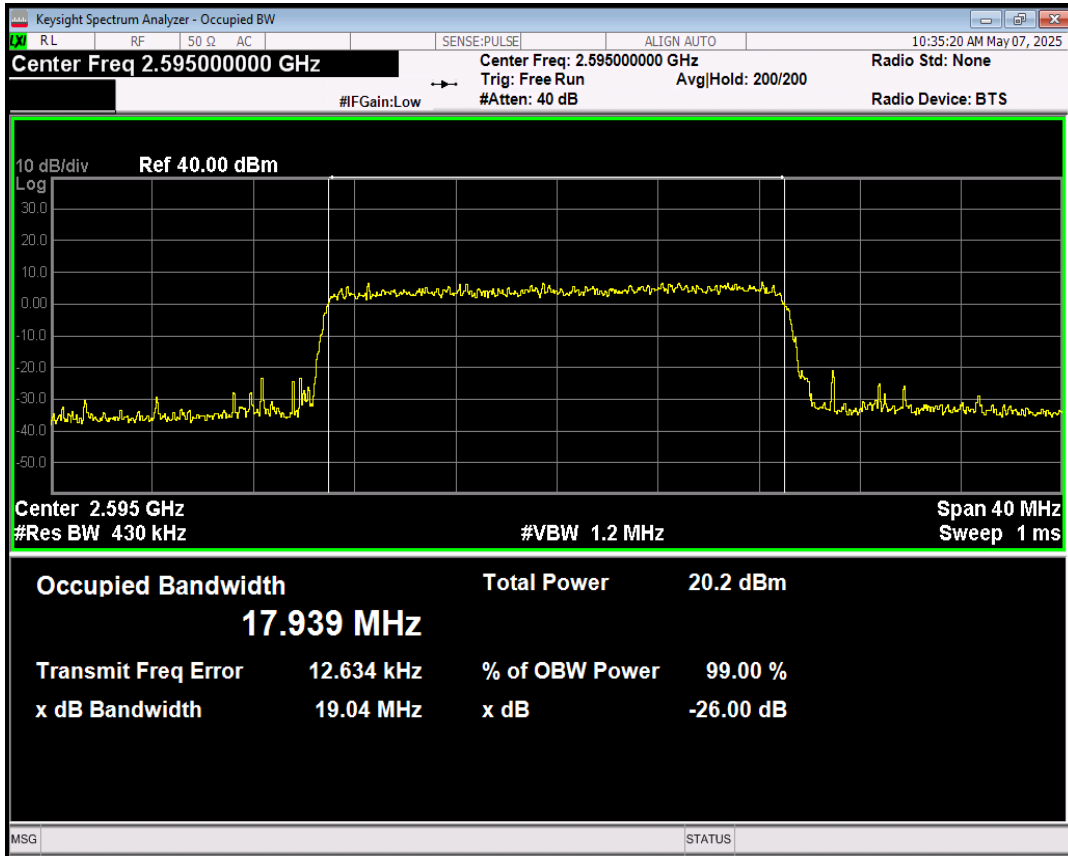 Keysight Spectrum Analyzer - Occupied BW
LXI RL RF 50 Ω AC SENSE:PULSE ALIGN AUTO 10:35:20 AM May 07, 2025
Center Freq 2.595000000 GHz Center Freq: 2.595000000 GHz Radio Std: None
Trig: Free Run Avg|Hold: 200/200
#IFGain:Low #Atten: 40 dB Radio Device: BTS
10 dB/div Ref 40.00 dBm
Log
30.0
20.0
10.0
0.00
-10.0
-20.0
-30.0
-40.0
-50.0
Center 2.595 GHz Span 40 MHz
#Res BW 430 kHz #VBW 1.2 MHz Sweep 1 ms
Occupied Bandwidth Total Power 20.2 dBm
17.939 MHz
Transmit Freq Error 12.634 kHz % of OBW Power 99.00 %
x dB Bandwidth 19.04 MHz x dB -26.00 dB
MSG STATUS